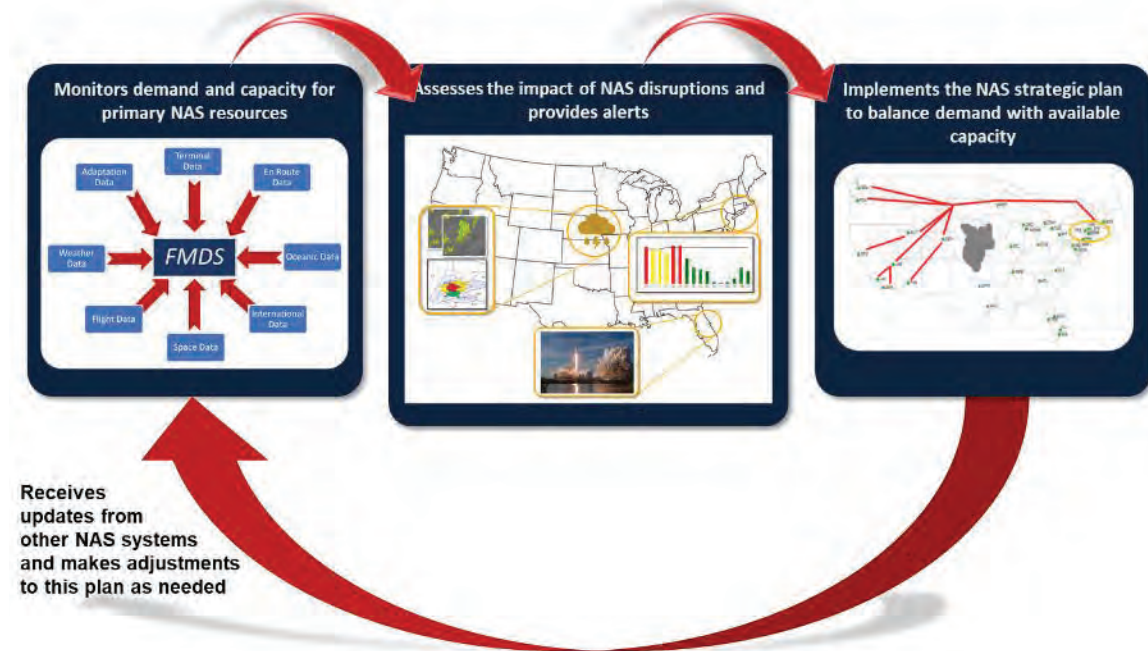 Monitors demand and capacity for
primary NAS resources
Terminal
Data
Adaptation
Data
En Route
Data
Weather
Data
FMDS
Oceanic Data
Flight Data
International
Data
Space Data
Assesses the impact of NAS disruptions and
provides alerts
Implements the NAS strategic plan
to balance demand with available
capacity
Receives
updates from
other NAS systems
and makes adjustments
to this plan as needed